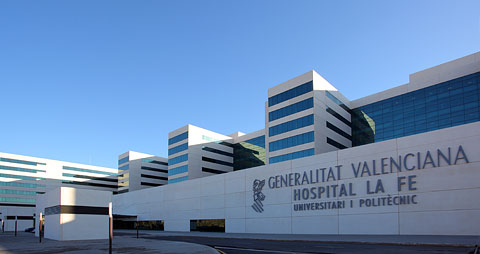 GENERALITAT VALENCIANA
HOSPITAL LA FE
UNIVERSITARI I POLITÈCNIC